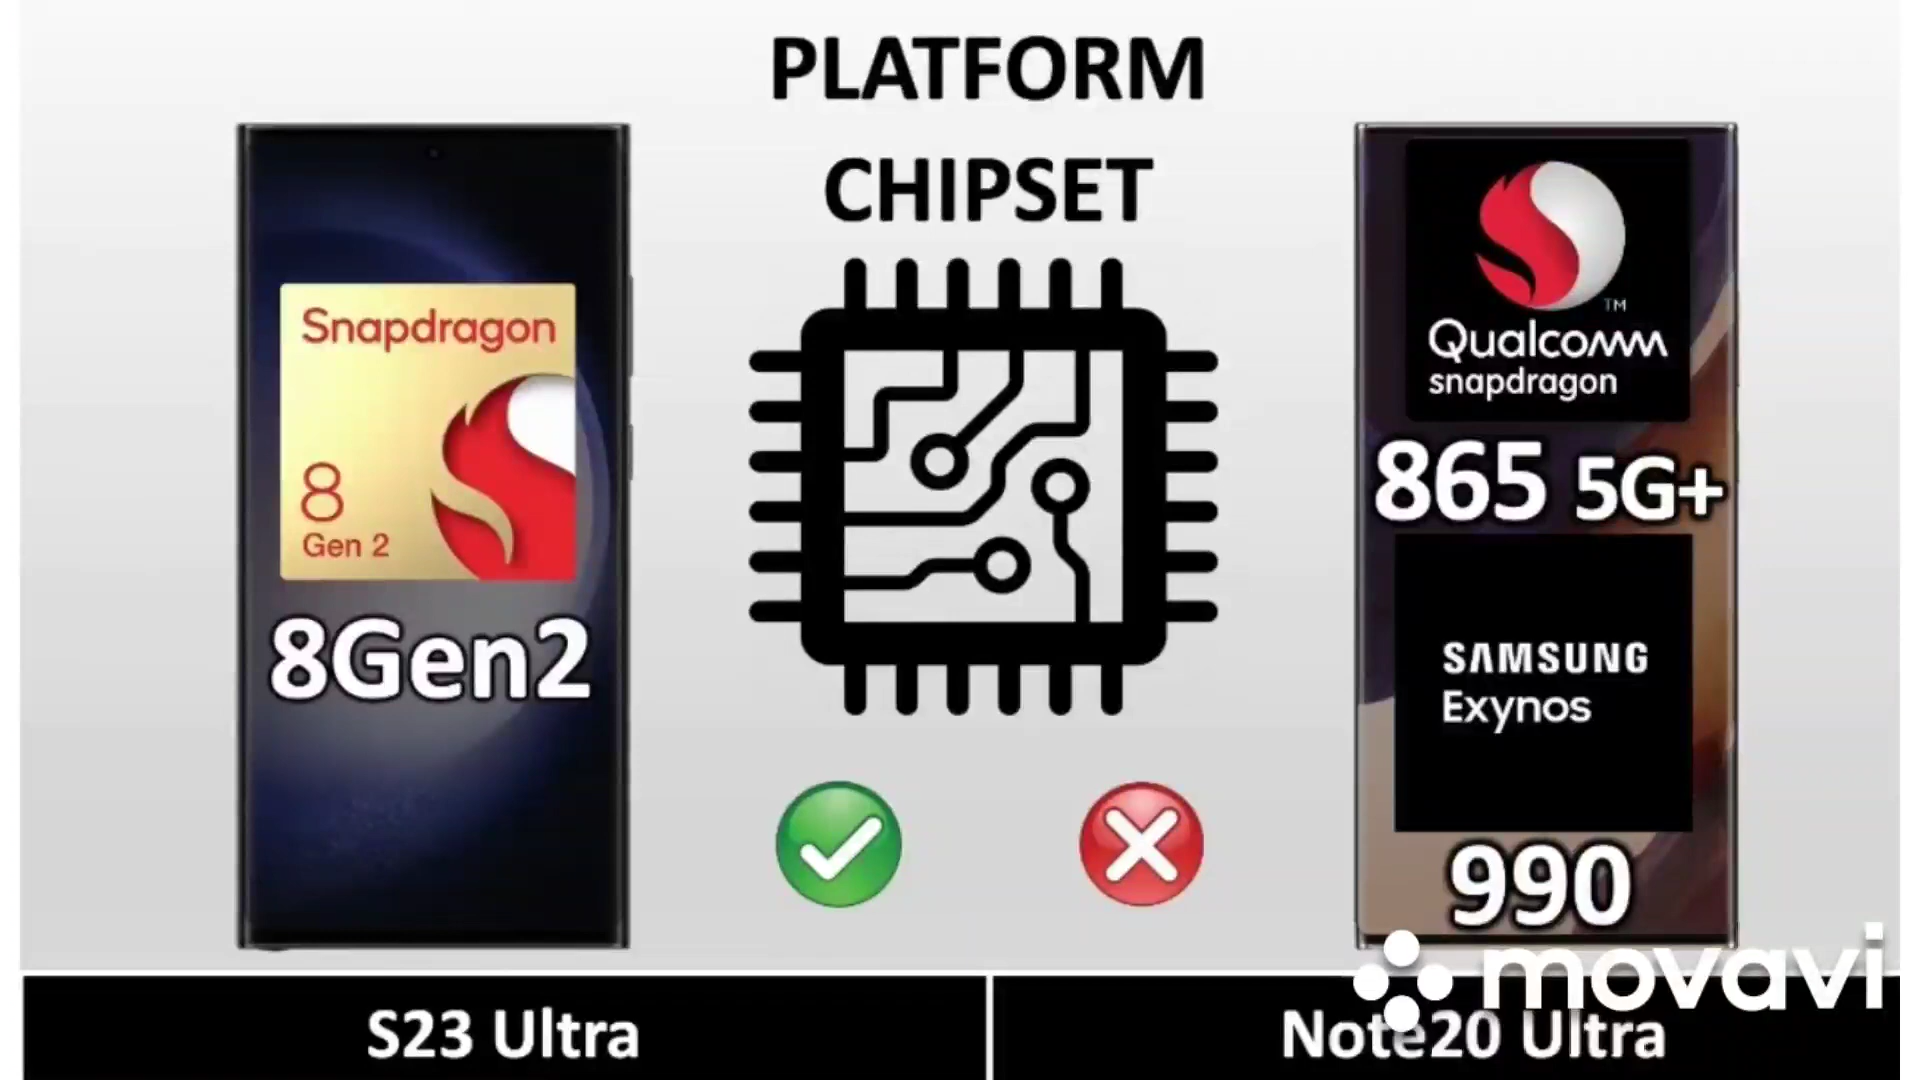 PLATFORM
CHIPSET
Snapdragon
8
Gen 2
8Gen2
TM
Qualcomm
snapdragon
865 5G+
SAMSUNG
Exynos
990
movavi
S23 Ultra
Note20 Ultra